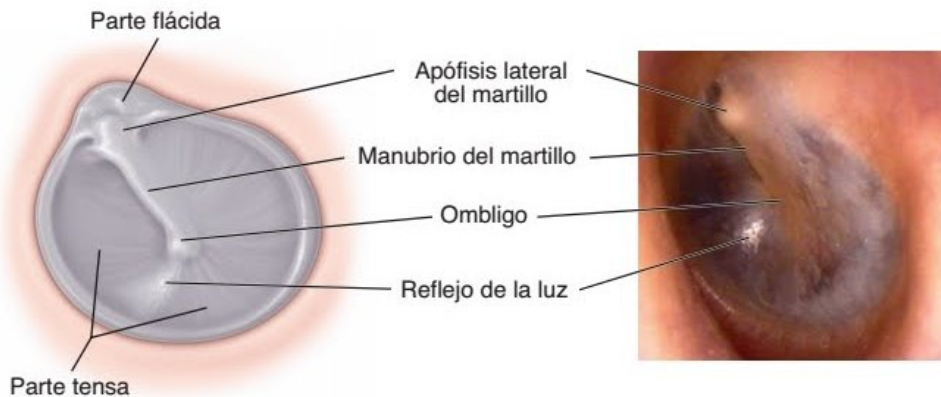 Parte flácida
Apófisis lateral
del martillo
Manubrio del martillo
Ombligo
Reflejo de la luz
Parte tensa